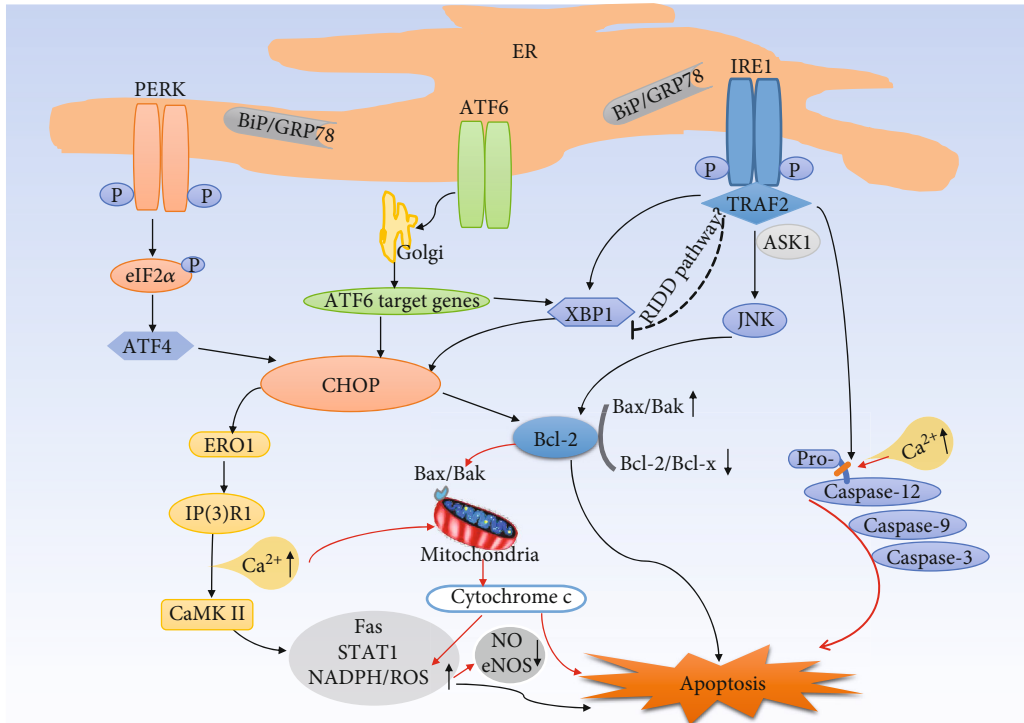 ER
IRE1
PERK
BiP/GRP78
BiP/GRP78
ATF6
P
P
P
P
TRAF2
ASK1
Golgi
RIDD pathway?
eIF2α
P
ATF6 target genes
XBP1
JNK
ATF4
CHOP
Bax/Bak
Bcl-2
ERO1
Bcl-2/Bcl-x
Pro-
Ca2+
Bax/Bak
Caspase-12
IP(3)R1
Caspase-9
Mitochondria
Caspase-3
Ca2+
Cytochrome c
CaMK II
Fas
STAT1
NADPH/ROS
NO
eNOS
Apoptosis